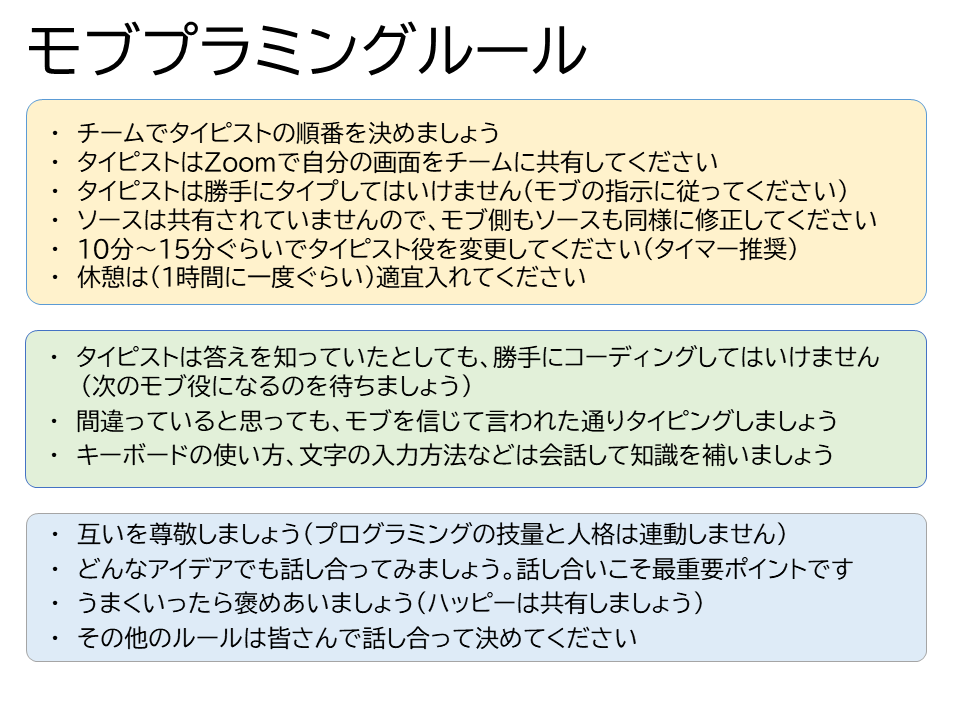 モブプラミングルール
・ チームでタイピストの順番を決めましょう
・ タイピストはZoomで自分の画面をチームに共有してください
・ タイピストは勝手にタイプしてはいけません(モブの指示に従ってください)
・ ソースは共有されていませんので、モブ側もソースも同様に修正してください
・ 10分～15分ぐらいでタイピスト役を変更してください(タイマー推奨)
・ 休憩は(1時間に一度ぐらい)適宜入れてください
・ タイピストは答えを知っていたとしても、勝手にコーディングしてはいけません
(次のモブ役になるのを待ちましょう)
・ 間違っていると思っても、モブを信じて言われた通りタイピングしましょう
・ キーボードの使い方、文字の入力方法などは会話して知識を補いましょう
・ 互いを尊敬しましょう(プログラミングの技量と人格は連動しません)
・ どんなアイデアでも話し合ってみましょう。話し合いこそ最重要ポイントです
・ うまくいったら褒めあいましょう(ハッピーは共有しましょう)
・ その他のルールは皆さんで話し合って決めてください